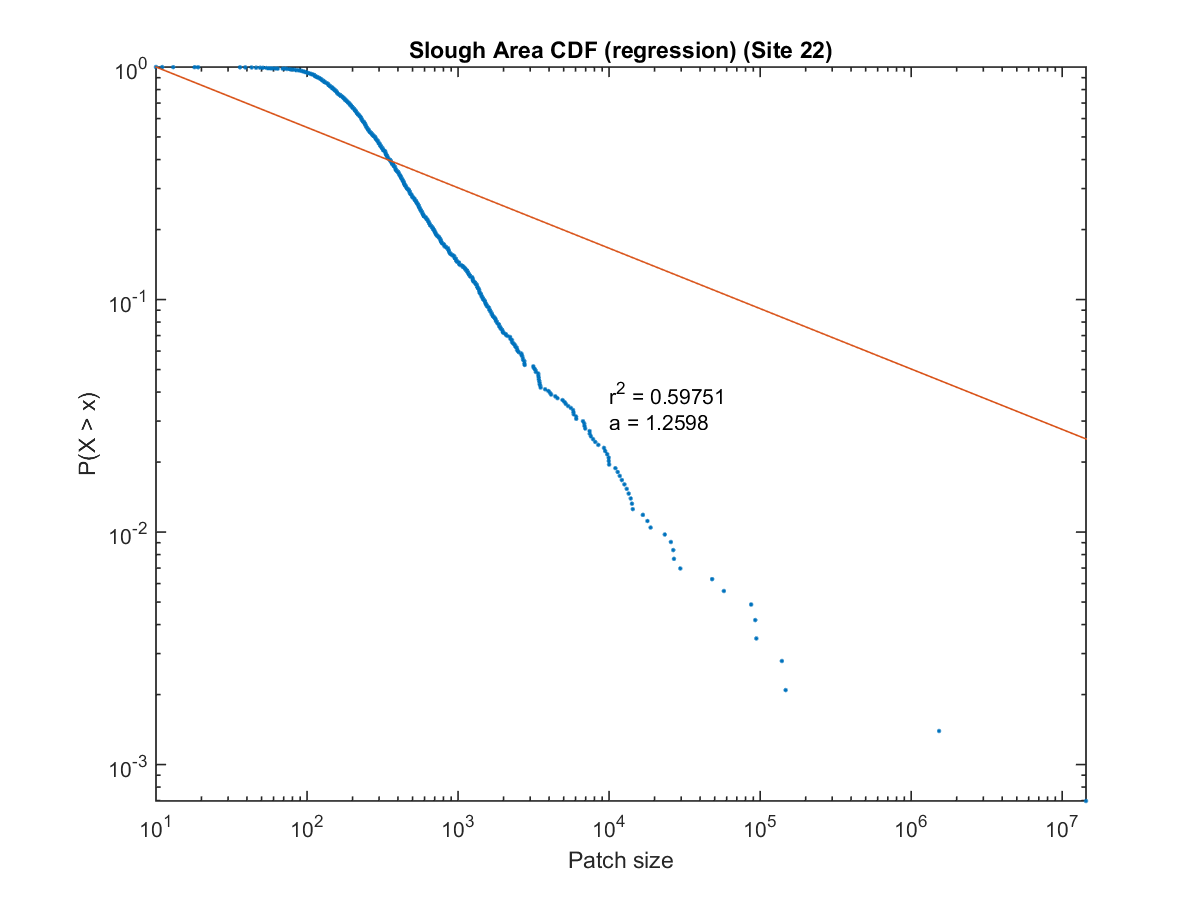 Slough Area CDF (regression) (Site 22)
10^0
10^-1
10^-2
10^-3
P(X > x)
r^2 = 0.59751
a = 1.2598
10^1 10^2 10^3 10^4 10^5 10^6 10^7
Patch size